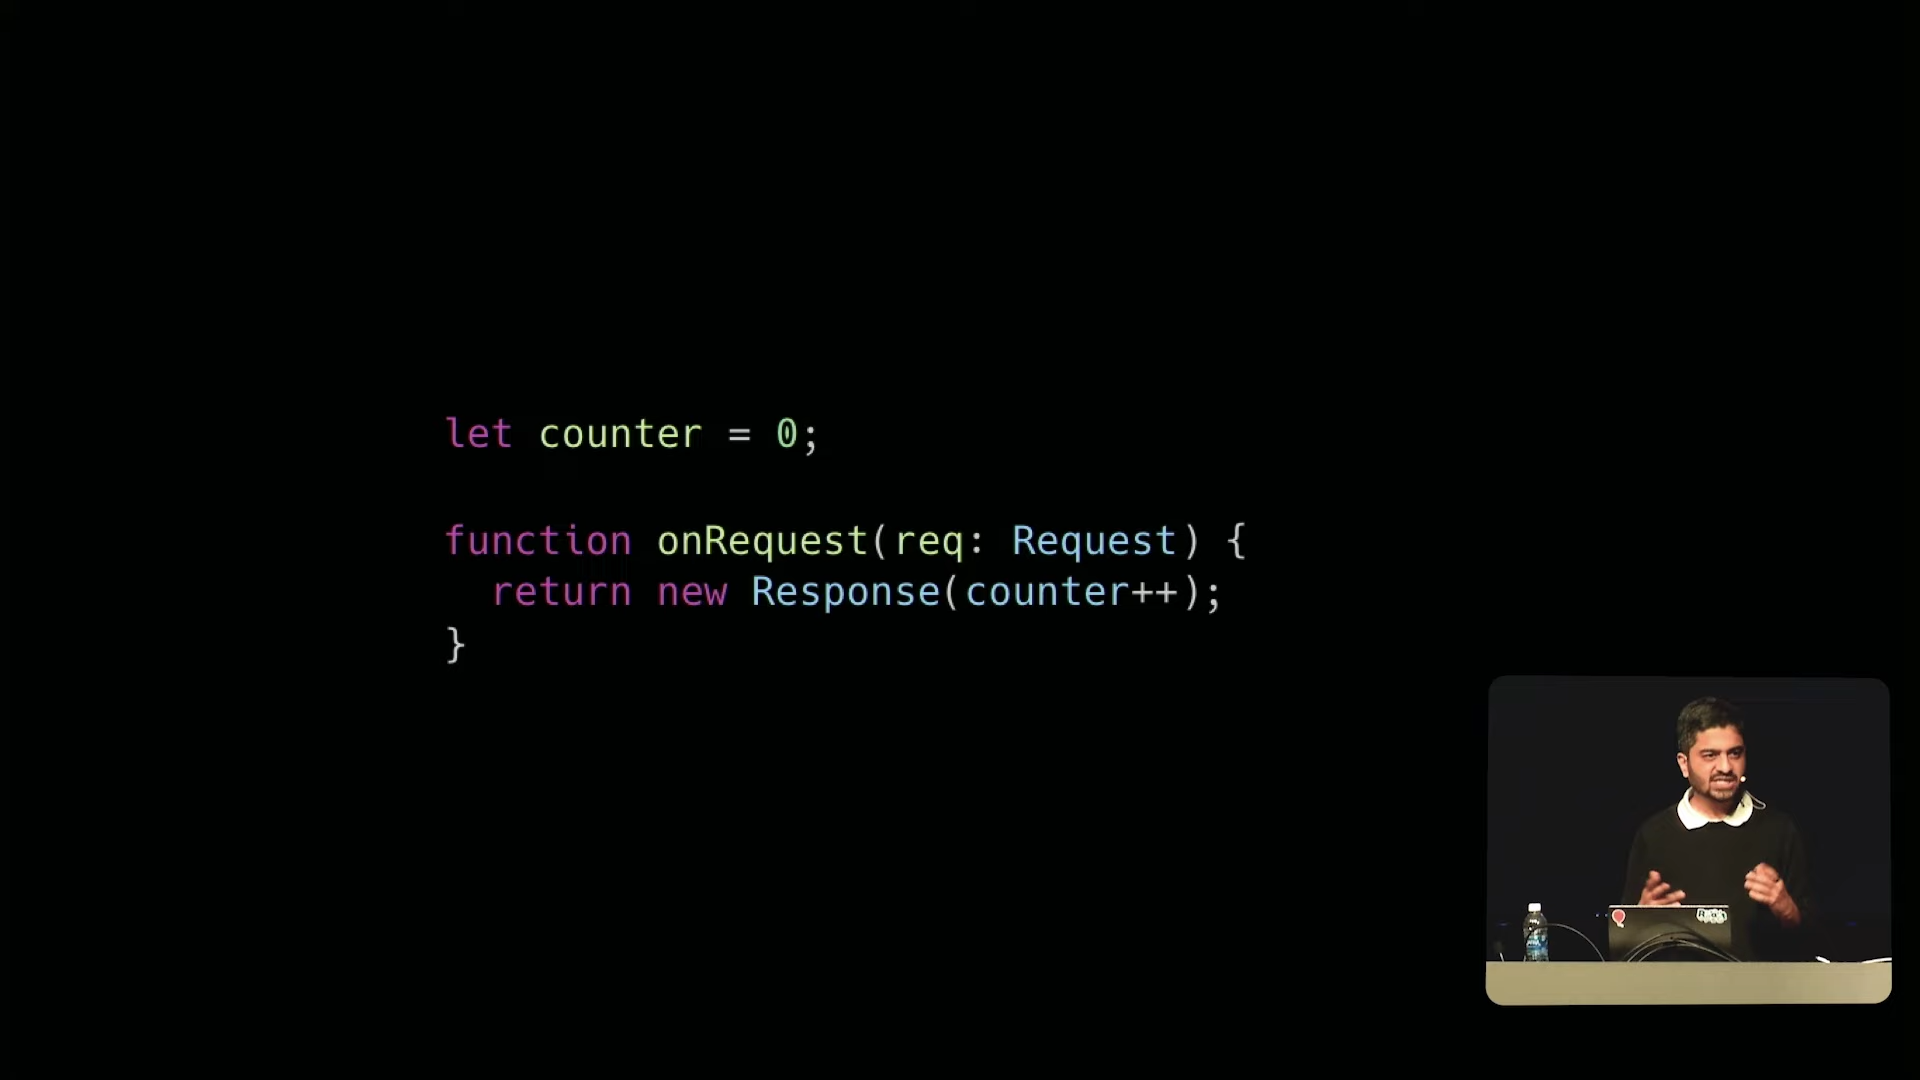 let counter = 0;
function onRequest(req: Request) {
  return new Response(counter++);
}